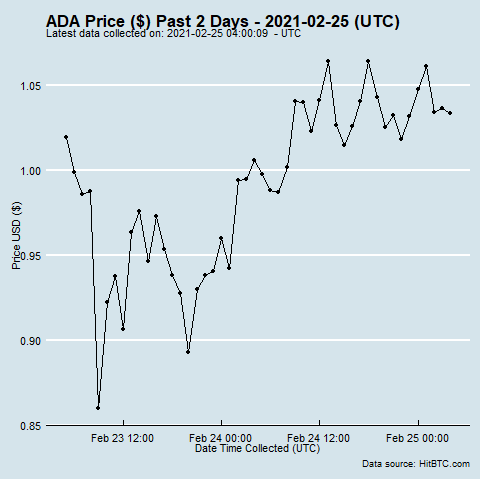 ADA Price ($) Past 2 Days - 2021-02-25 (UTC)
Latest data collected on: 2021-02-25 04:00:09  - UTC
1.05
1.00
0.95
0.90
0.85
Price USD ($)
Feb 23 12:00 Feb 24 00:00 Feb 24 12:00 Feb 25 00:00
Date Time Collected (UTC)
Data source: HitBTC.com